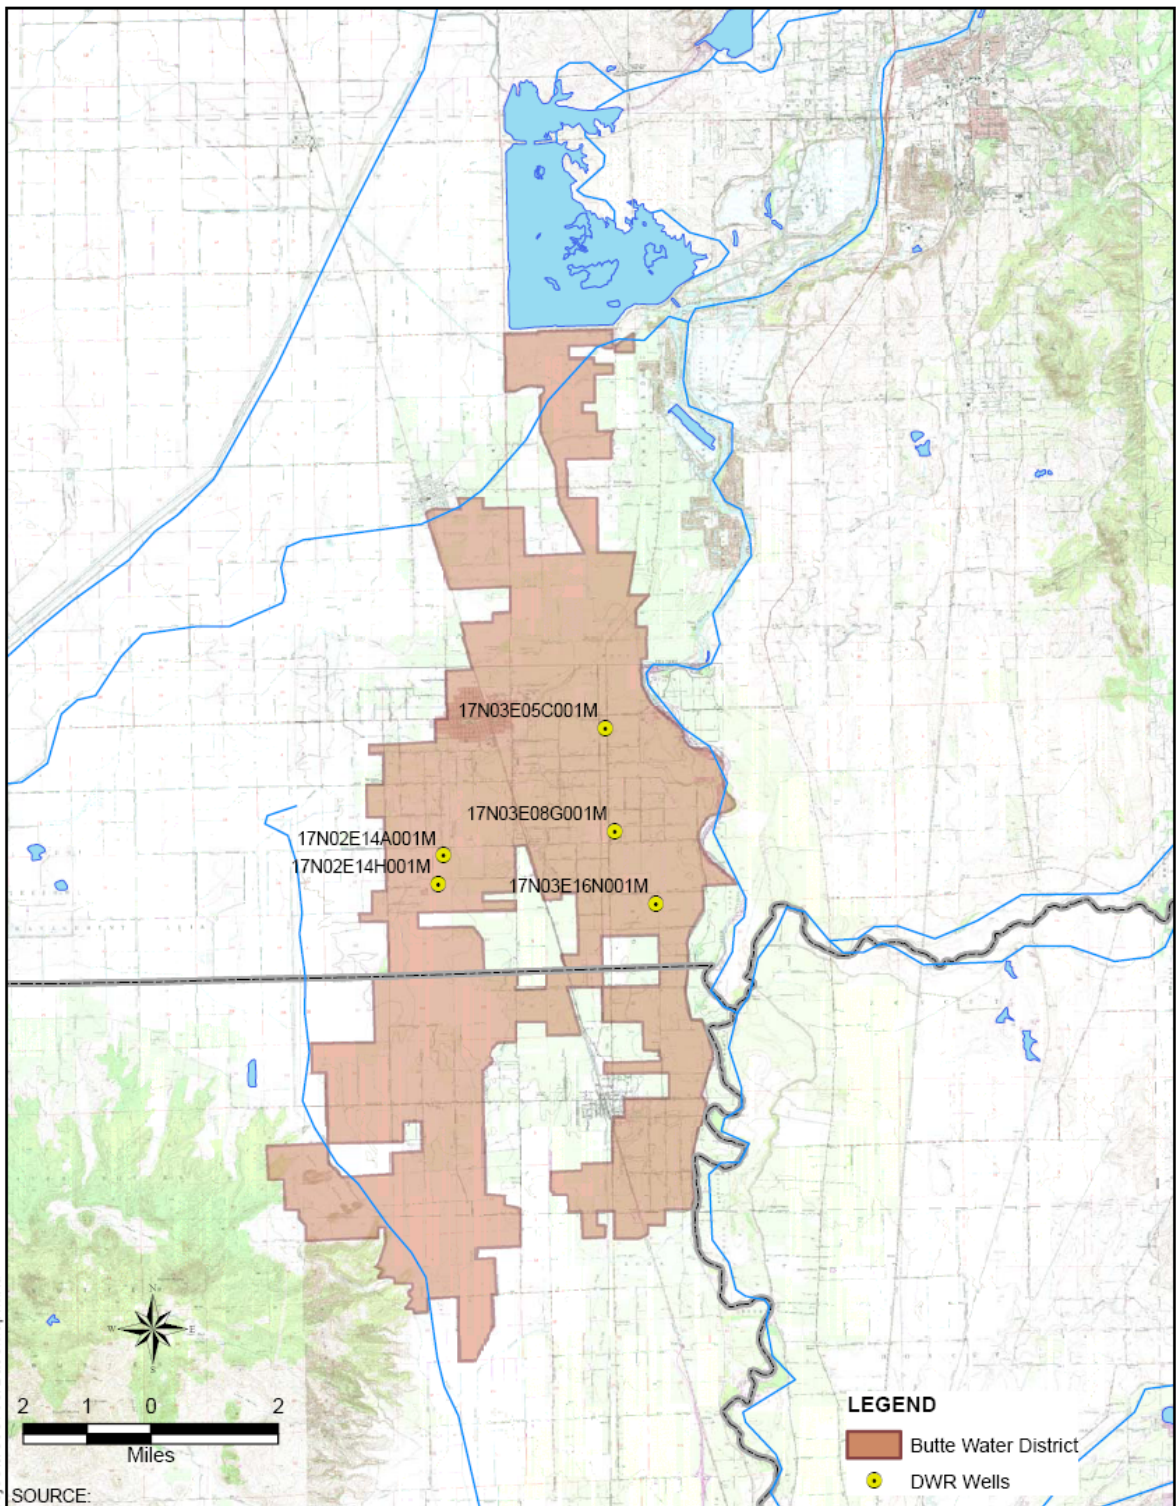 17N03E05C001M
17N03E08G001M
17N02E14A001M
17N02E14H001M
17N03E16N001M
N
W E
S
2 1 0 2
Miles
LEGEND
Butte Water District
DWR Wells
SOURCE: